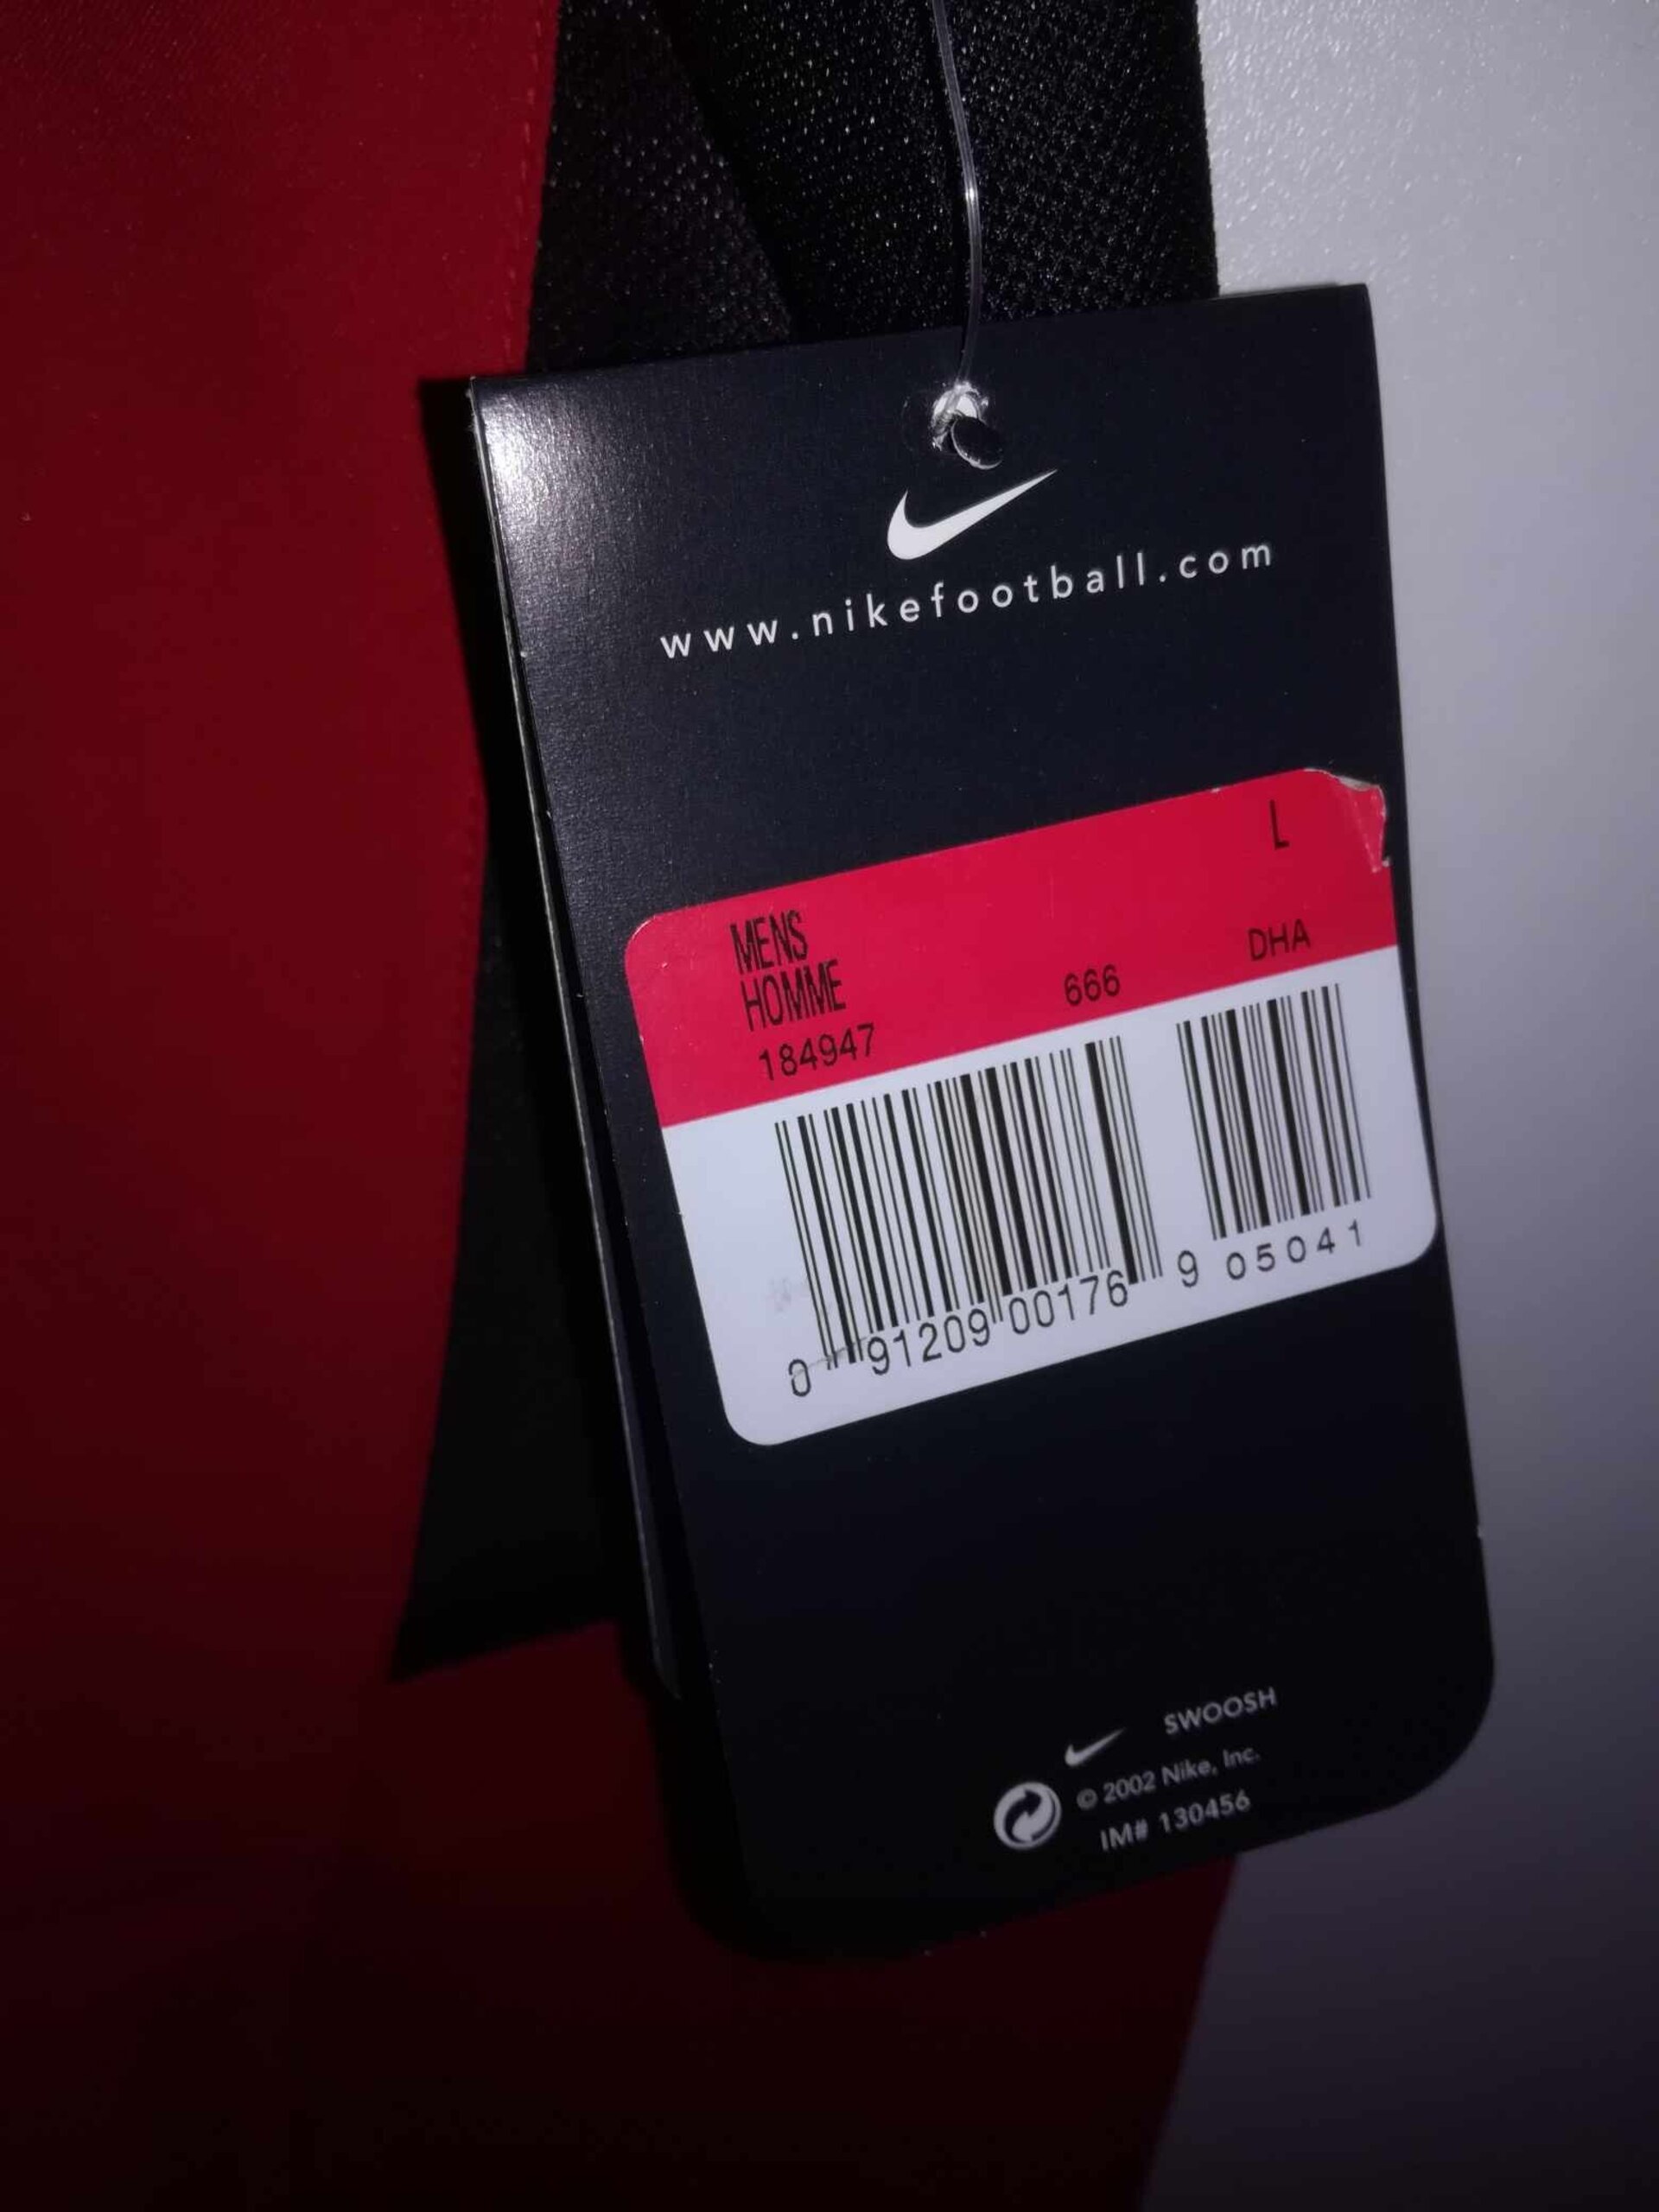 www.nikefootball.com
L
MENS
HOMME
184947 666 DHA
0 91209 00176 9 05041
SWOOSH
© 2002 Nike, Inc.
IM# 130456